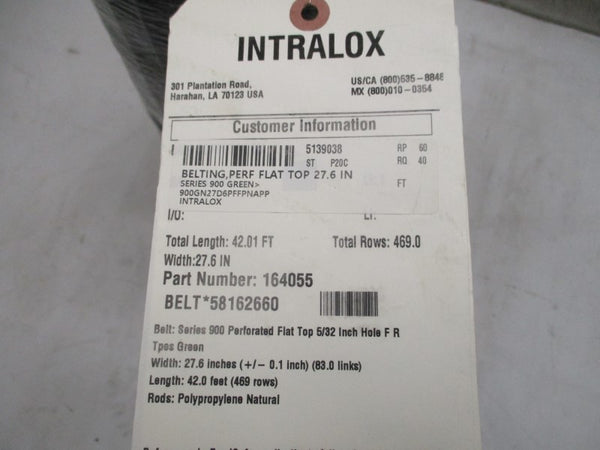 INTRALOX
301 Plantation Road,
Harahan, LA 70123 USA
US/CA (800)535-8848
MX (800)010-0354
Customer Information
5139038 RP 60
ST P20C RQ 40
BELTING,PERF FLAT TOP 27.6 IN
SERIES 900 GREEN> FT
900GN27D6PFFPNAPP
INTRALOX
I/O:
Total Length: 42.01 FT Total Rows: 469.0
Width:27.6 IN
Part Number: 164055
BELT*58162660
Belt: Series 900 Perforated Flat Top 5/32 Inch Hole F R
Tpos Green
Width: 27.6 inches (+/- 0.1 inch) (83.0 links)
Length: 42.0 feet (469 rows)
Rods: Polypropylene Natural